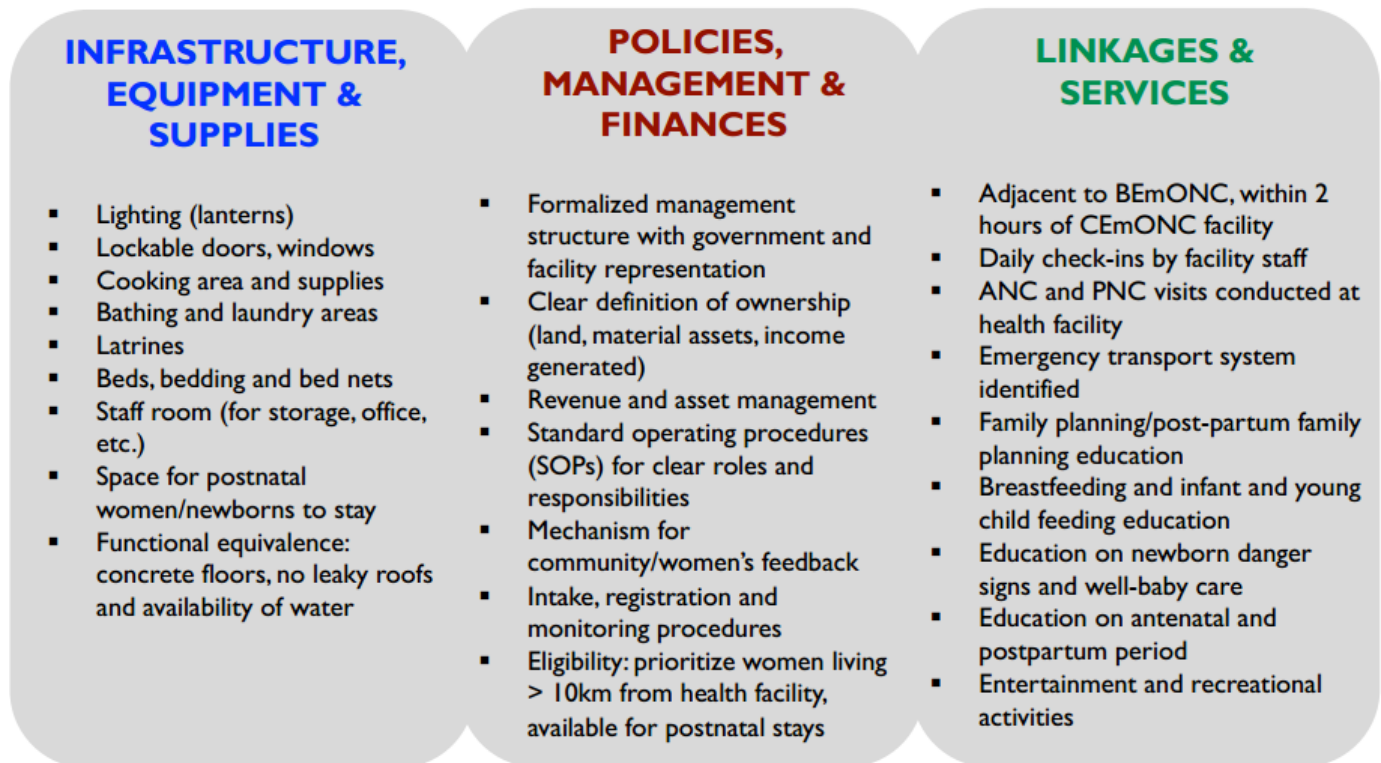 INFRASTRUCTURE,
EQUIPMENT &
SUPPLIES
▪ Lighting (lanterns)
▪ Lockable doors, windows
▪ Cooking area and supplies
▪ Bathing and laundry areas
▪ Latrines
▪ Beds, bedding and bed nets
▪ Staff room (for storage, office,
etc.)
▪ Space for postnatal
women/newborns to stay
▪ Functional equivalence:
concrete floors, no leaky roofs
and availability of water
POLICIES,
MANAGEMENT &
FINANCES
▪ Formalized management
structure with government and
facility representation
▪ Clear definition of ownership
(land, material assets, income
generated)
▪ Revenue and asset management
▪ Standard operating procedures
(SOPs) for clear roles and
responsibilities
▪ Mechanism for
community/women's feedback
▪ Intake, registration and
monitoring procedures
▪ Eligibility: prioritize women living
> 10km from health facility,
available for postnatal stays
LINKAGES &
SERVICES
▪ Adjacent to BEmONC, within 2
hours of CEmONC facility
▪ Daily check-ins by facility staff
▪ ANC and PNC visits conducted at
health facility
▪ Emergency transport system
identified
▪ Family planning/post-partum family
planning education
▪ Breastfeeding and infant and young
child feeding education
▪ Education on newborn danger
signs and well-baby care
▪ Education on antenatal and
postpartum period
▪ Entertainment and recreational
activities